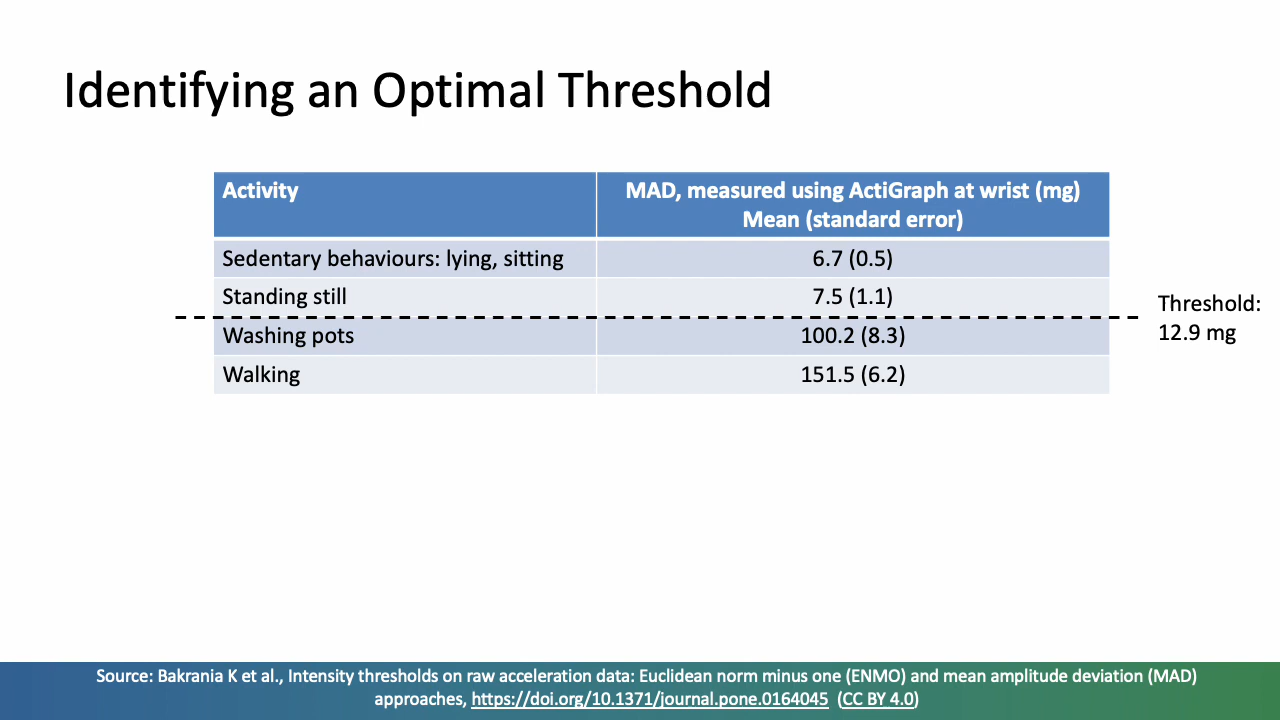 Identifying an Optimal Threshold
Activity
MAD, measured using ActiGraph at wrist (mg)
Mean (standard error)
Sedentary behaviours: lying, sitting
6.7 (0.5)
Standing still
7.5 (1.1)
Washing pots
100.2 (8.3)
Walking
151.5 (6.2)
Threshold:
12.9 mg
Source: Bakrania K et al., Intensity thresholds on raw acceleration data: Euclidean norm minus one (ENMO) and mean amplitude deviation (MAD)
approaches, https://doi.org/10.1371/journal.pone.0164045 (CC BY 4.0)